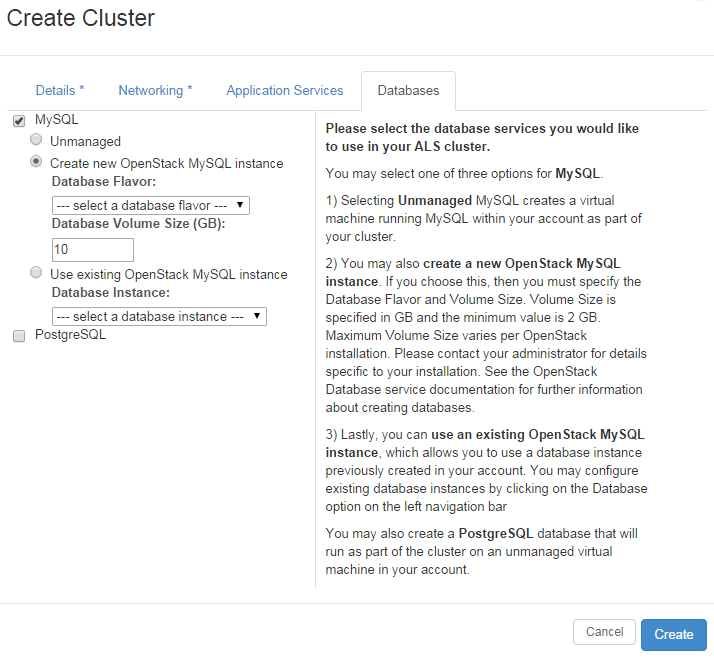 Create Cluster
Details *
Networking *
Application Services
Databases
MySQL
Unmanaged
Create new OpenStack MySQL instance
Database Flavor:
--- select a database flavor ---
Database Volume Size (GB):
10
Use existing OpenStack MySQL instance
Database Instance:
--- select a database instance ---
PostgreSQL
Please select the database services you would like
to use in your ALS cluster.
You may select one of three options for MySQL.
1) Selecting Unmanaged MySQL creates a virtual
machine running MySQL within your account as part of
your cluster.
2) You may also create a new OpenStack MySQL
instance. If you choose this, then you must specify the
Database Flavor and Volume Size. Volume Size is
specified in GB and the minimum value is 2 GB.
Maximum Volume Size varies per OpenStack
installation. Please contact your administrator for details
specific to your installation. See the OpenStack
Database service documentation for further information
about creating databases.
3) Lastly, you can use an existing OpenStack MySQL
instance, which allows you to use a database instance
previously created in your account. You may configure
existing database instances by clicking on the Database
option on the left navigation bar
You may also create a PostgreSQL database that will
run as part of the cluster on an unmanaged virtual
machine in your account.
Cancel
Create